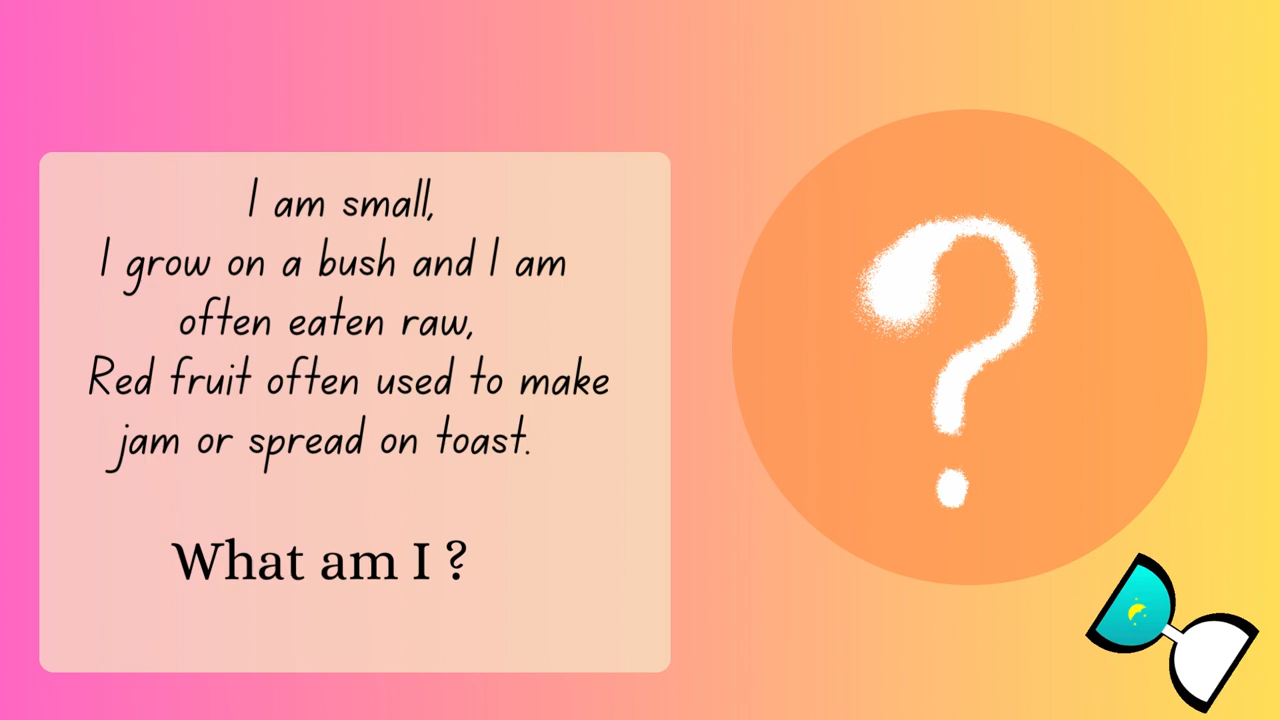 I am small,
I grow on a bush and I am
often eaten raw,
Red fruit often used to make
jam or spread on toast.
What am I ?
?